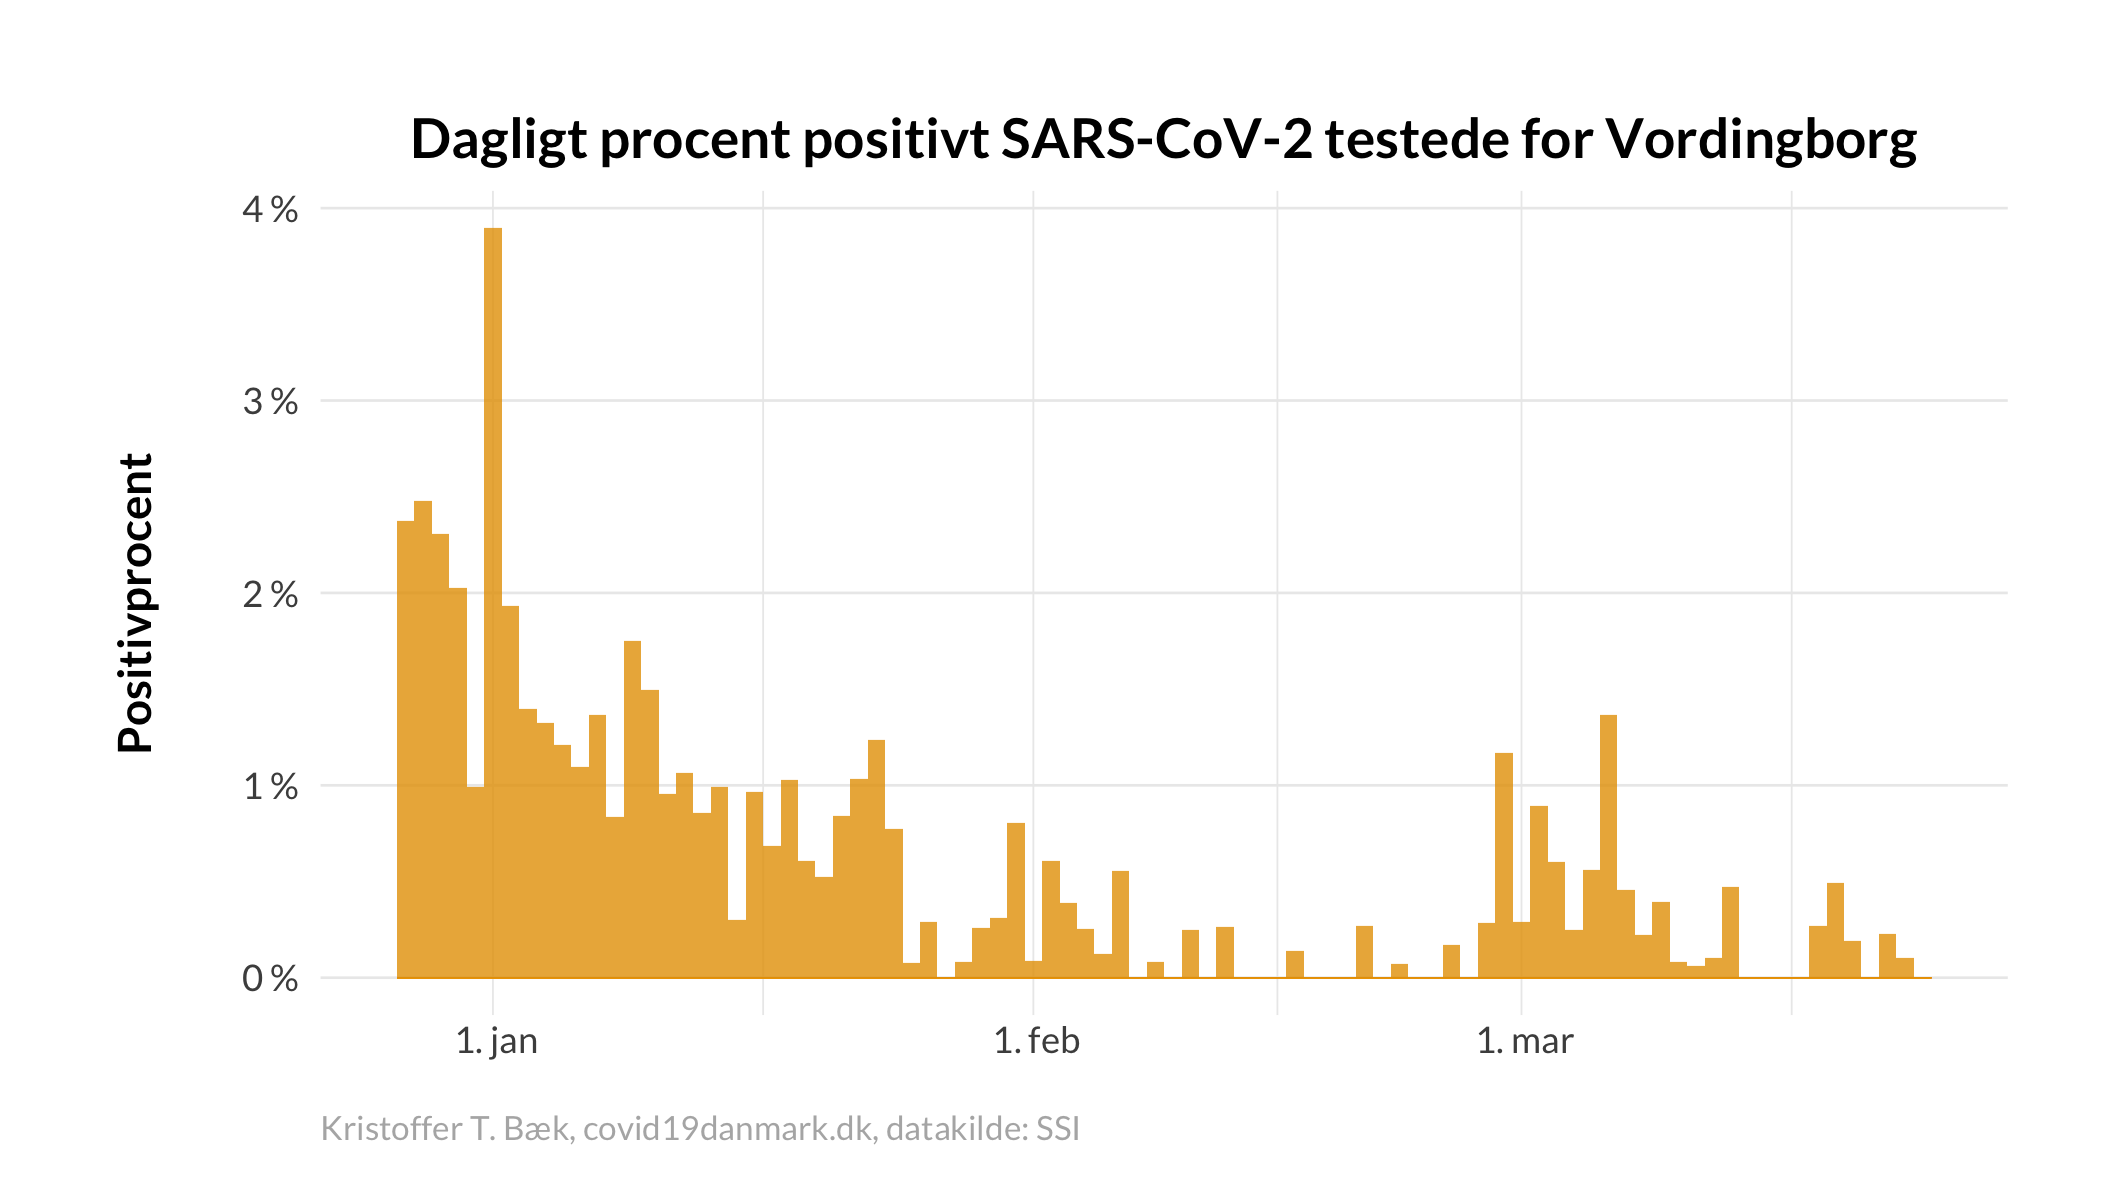 Dagligt procent positivt SARS-CoV-2 testede for Vordingborg
Positivprocent
4 %
3 %
2 %
1 %
0 %
1. jan
1. feb
1. mar
Kristoffer T. Bæk, covid19danmark.dk, datakilde: SSI